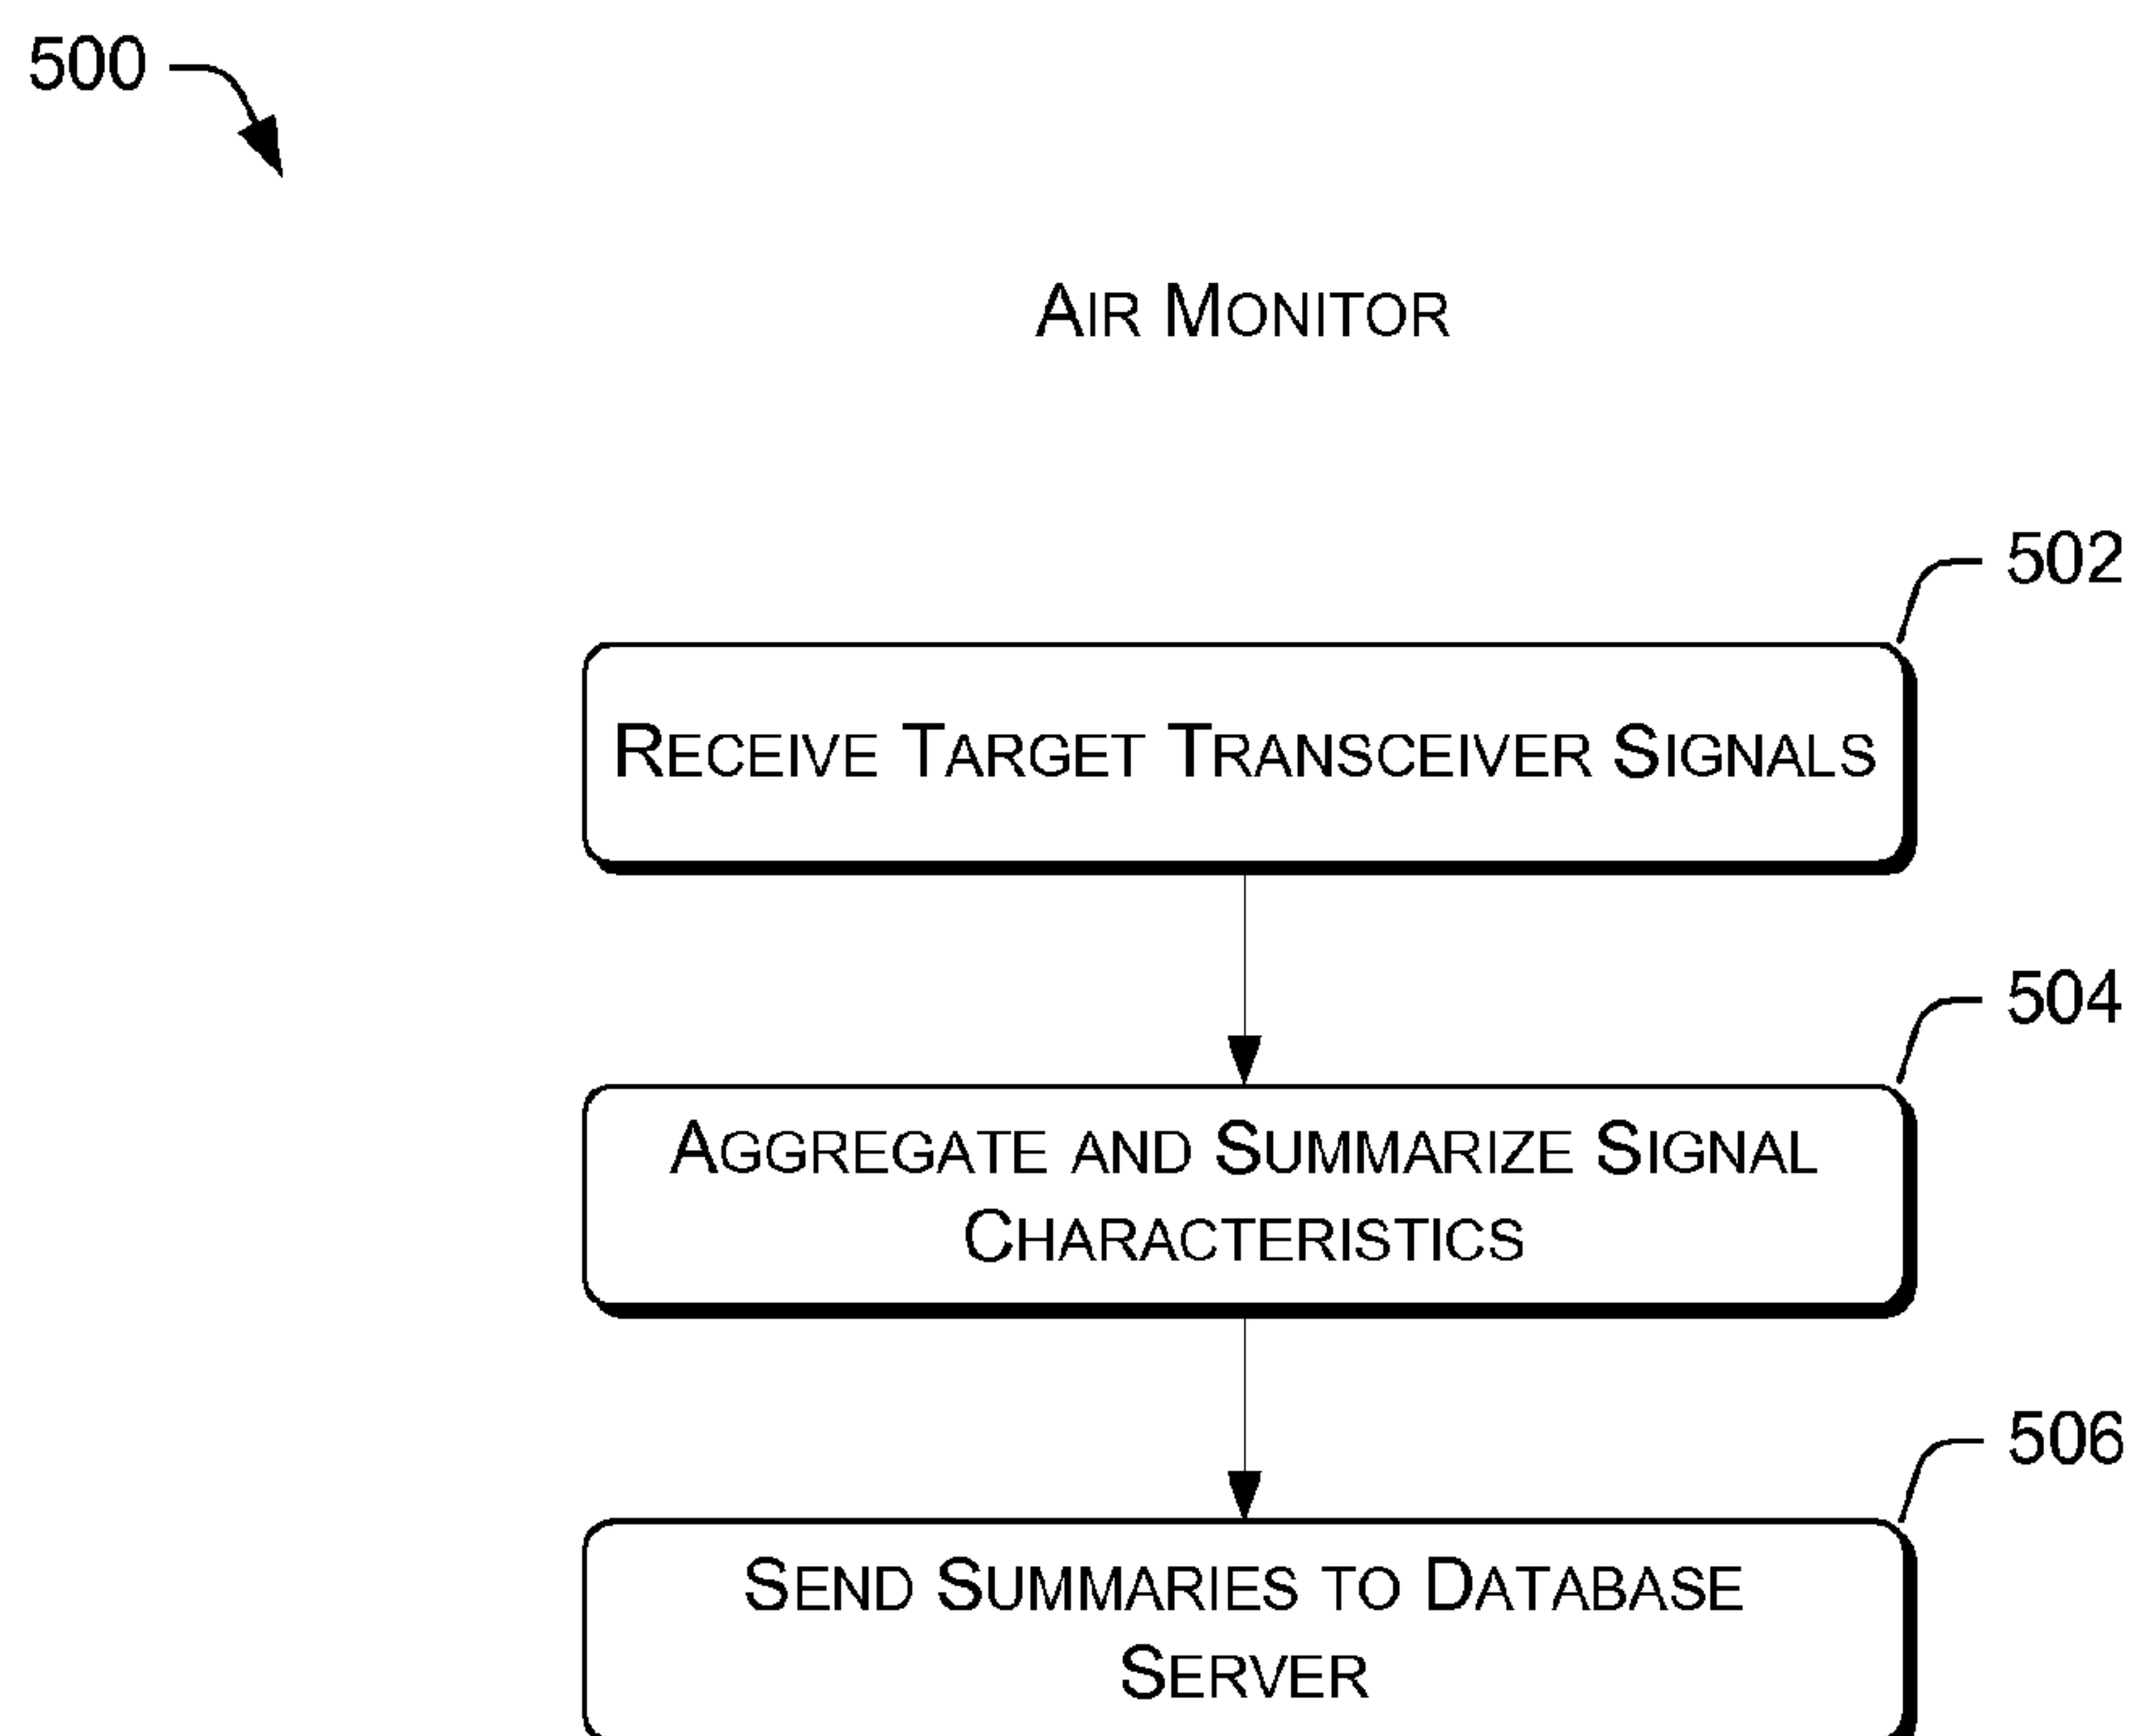 500
AIR MONITOR
502
RECEIVE TARGET TRANSCEIVER SIGNALS
504
AGGREGATE AND SUMMARIZE SIGNAL
CHARACTERISTICS
506
SEND SUMMARIES TO DATABASE
SERVER